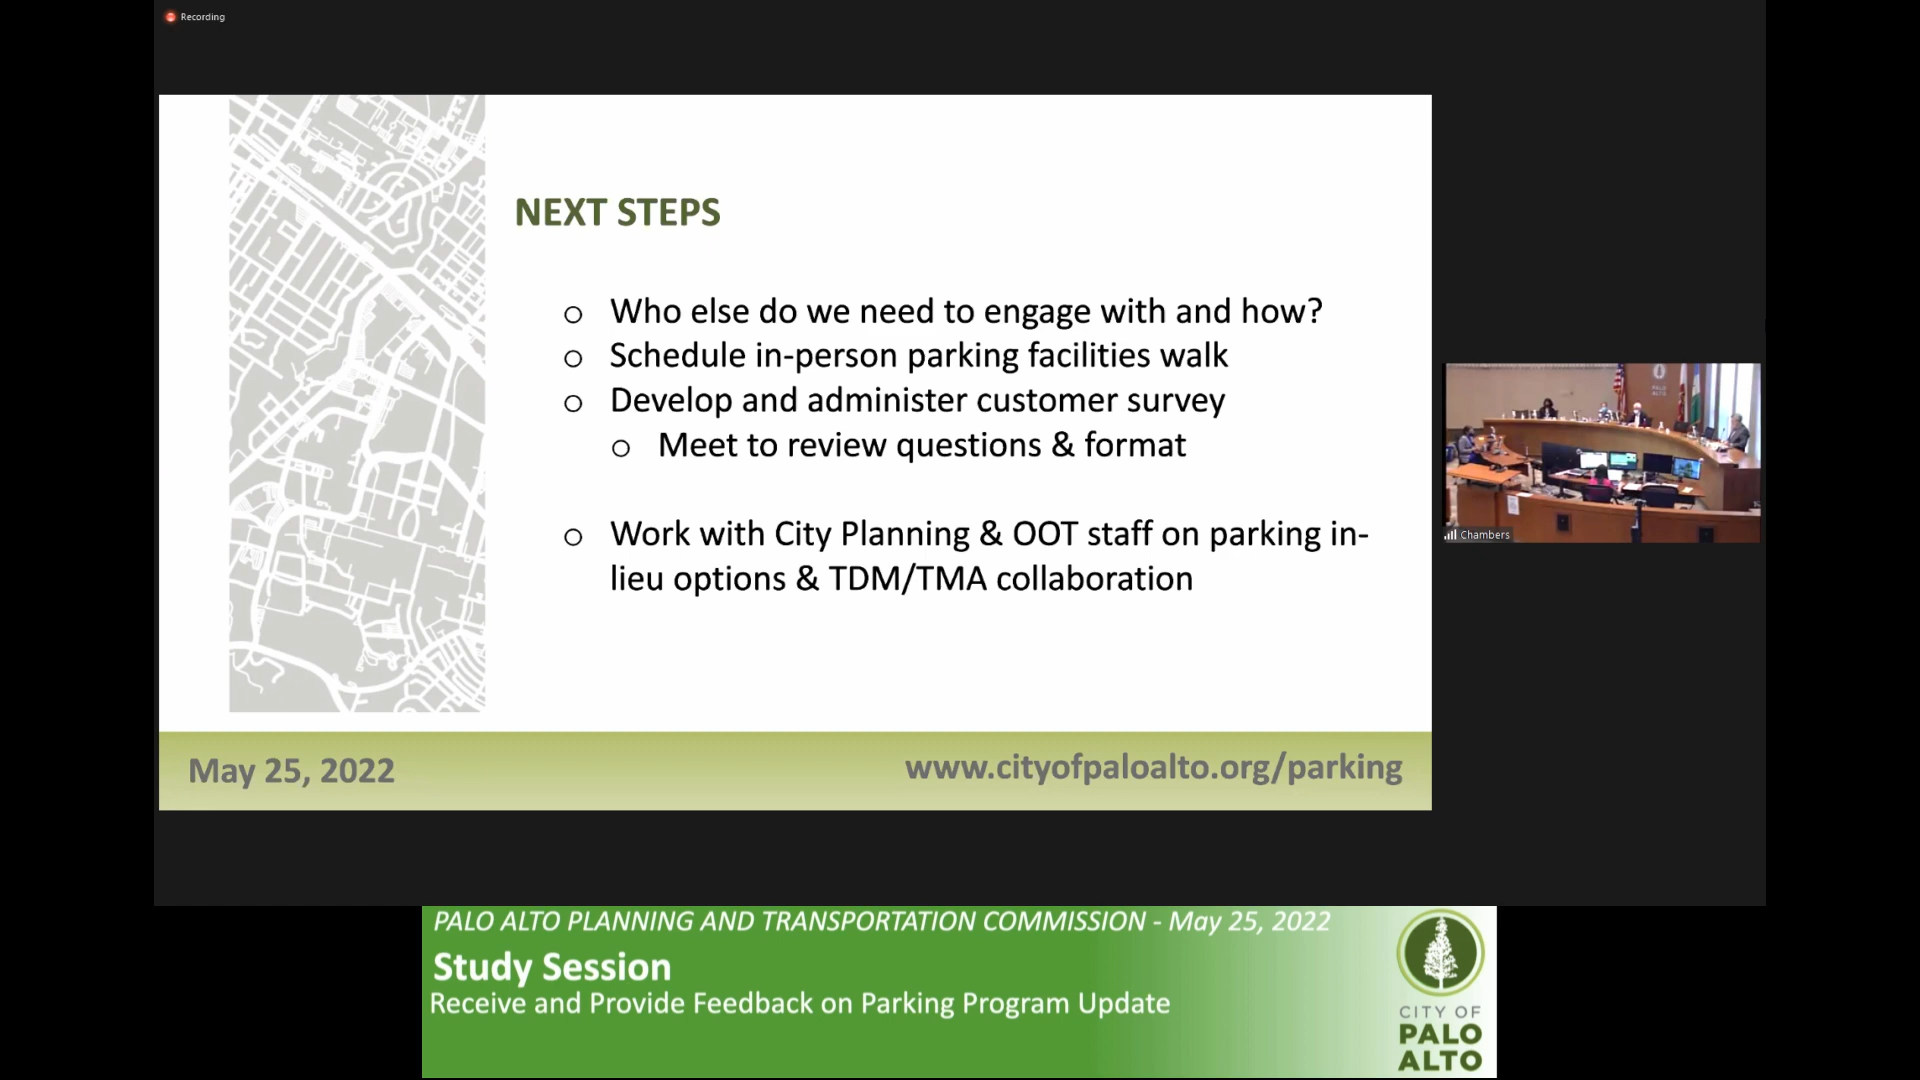 Recording
NEXT STEPS
o Who else do we need to engage with and how?
o Schedule in-person parking facilities walk
o Develop and administer customer survey
o Meet to review questions & format
o Work with City Planning & OOT staff on parking in-
lieu options & TDM/TMA collaboration
May 25, 2022
www.cityofpaloalto.org/parking
PALO ALTO
Chambers
PALO ALTO PLANNING AND TRANSPORTATION COMMISSION - May 25, 2022
Study Session
Receive and Provide Feedback on Parking Program Update
CITY OF
PALO
ALTO